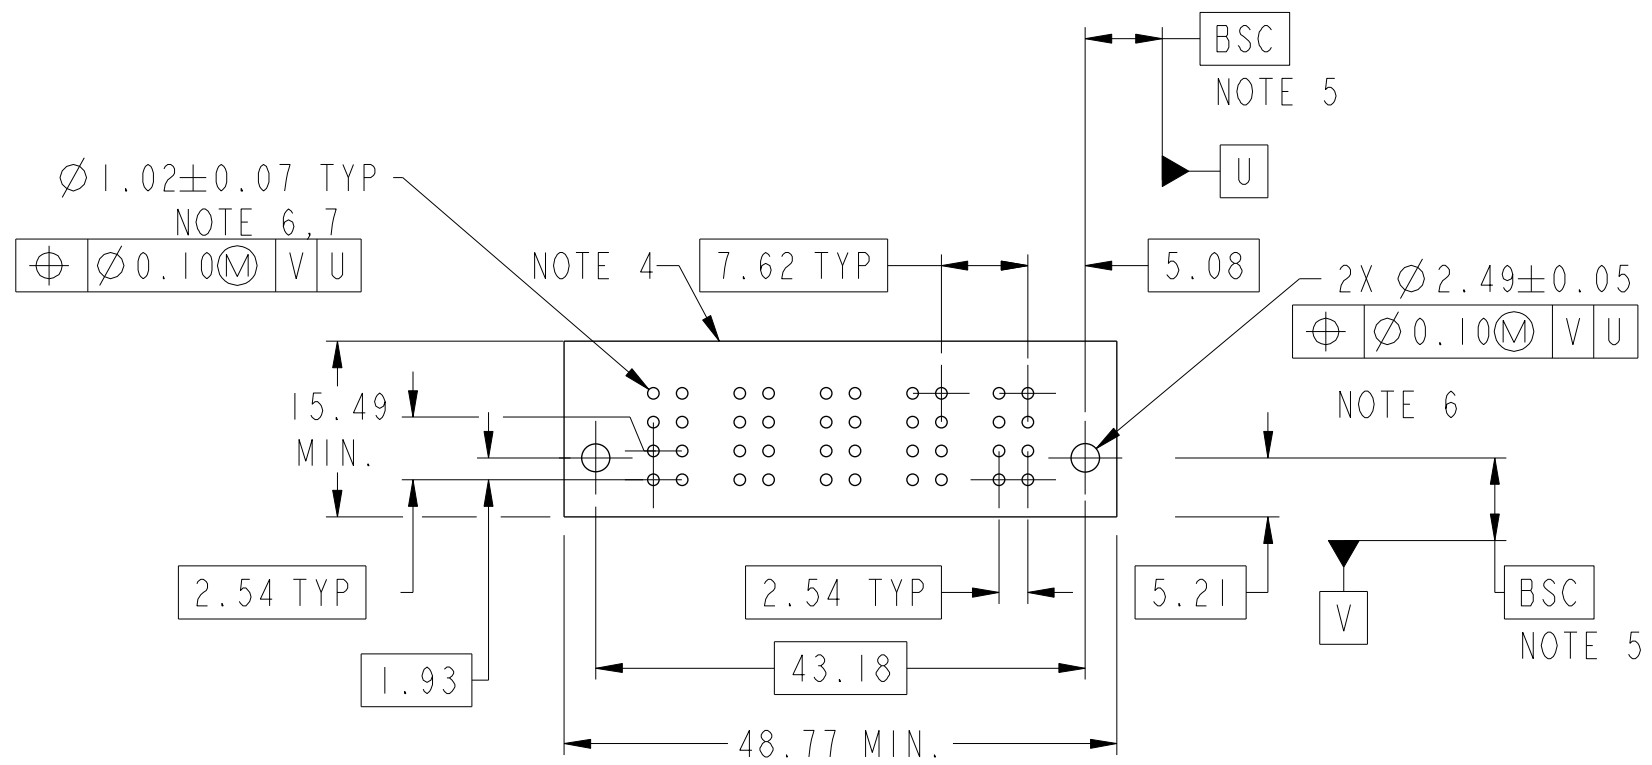 BSC
NOTE 5
U
Ø1.02±0.07 TYP
NOTE 6,7
⌖ Ø0.10Ⓜ V U
NOTE 4
7.62 TYP
5.08
2X Ø2.49±0.05
⌖ Ø0.10Ⓜ V U
NOTE 6
15.49
MIN.
2.54 TYP
2.54 TYP
5.21
V
BSC
NOTE 5
1.93
43.18
48.77 MIN.